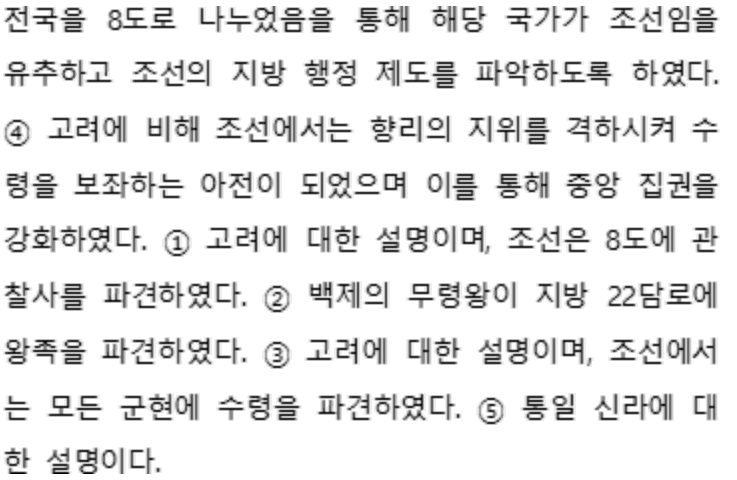 전국을 8도로 나누었음을 통해 해당 국가가 조선임을
유추하고 조선의 지방 행정 제도를 파악하도록 하였다.
④ 고려에 비해 조선에서는 향리의 지위를 격하시켜 수
령을 보좌하는 아전이 되었으며 이를 통해 중앙 집권을
강화하였다. ① 고려에 대한 설명이며, 조선은 8도에 관
찰사를 파견하였다. ② 백제의 무령왕이 지방 22담로에
왕족을 파견하였다. ③ 고려에 대한 설명이며, 조선에서
는 모든 군현에 수령을 파견하였다. ⑤ 통일 신라에 대
한 설명이다.